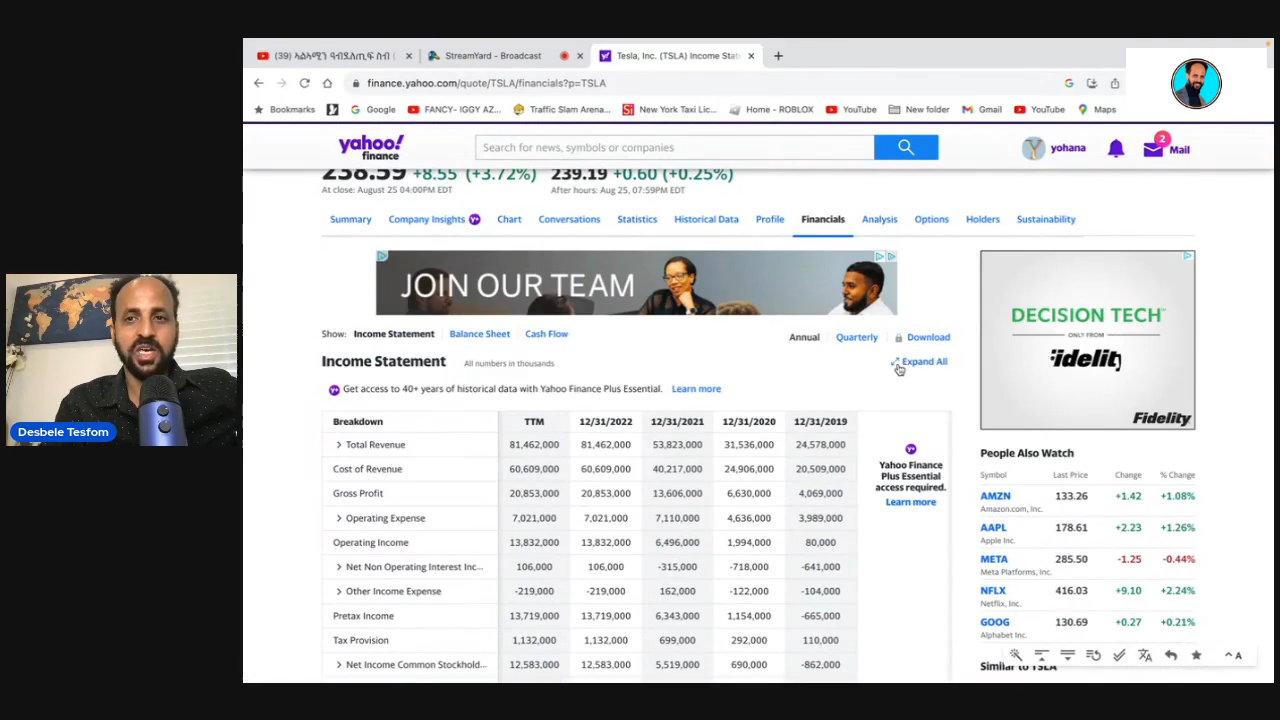 (39) ኣልኣሚን ዓብደለጢፍ ስብ
StreamYard - Broadcast
Tesla, Inc. (TSLA) Income Stat
finance.yahoo.com/quote/TSLA/financials?p=TSLA
Bookmarks Google FANCY- IGGY AZ... Traffic Slam Arena... New York Taxi Lic... Home - ROBLOX YouTube New folder Gmail YouTube Maps
yahoo!
finance
Search for news, symbols or companies
yohana
2
Mail
238.59 +8.55 (+3.72%) 239.19 +0.60 (+0.25%)
At close: August 25 04:00PM EDT After hours: Aug 25, 07:59PM EDT
Summary Company Insights Y+ Chart Conversations Statistics Historical Data Profile Financials Analysis Options Holders Sustainability
JOIN OUR TEAM
Show: Income Statement Balance Sheet Cash Flow
Annual Quarterly Download
Income Statement All numbers in thousands
Expand All
Get access to 40+ years of historical data with Yahoo Finance Plus Essential. Learn more
Breakdown TTM 12/31/2022 12/31/2021 12/31/2020 12/31/2019
Total Revenue 81,462,000 81,462,000 53,823,000 31,536,000 24,578,000
Cost of Revenue 60,609,000 60,609,000 40,217,000 24,906,000 20,509,000
Gross Profit 20,853,000 20,853,000 13,606,000 6,630,000 4,069,000
Operating Expense 7,021,000 7,021,000 7,110,000 4,636,000 3,989,000
Operating Income 13,832,000 13,832,000 6,496,000 1,994,000 80,000
Net Non Operating Interest Inc... 106,000 106,000 -315,000 -718,000 -641,000
Other Income Expense -219,000 -219,000 162,000 -122,000 -104,000
Pretax Income 13,719,000 13,719,000 6,343,000 1,154,000 -665,000
Tax Provision 1,132,000 1,132,000 699,000 292,000 110,000
Net Income Common Stockhold... 12,583,000 12,583,000 5,519,000 690,000 -862,000
Yahoo Finance
Plus Essential
access required.
Learn more
DECISION TECH
ONLY FROM
Fidelity
People Also Watch
Symbol Last Price Change % Change
AMZN 133.26 +1.42 +1.08%
Amazon.com, Inc.
AAPL 178.61 +2.23 +1.26%
Apple Inc.
META 285.50 -1.25 -0.44%
Meta Platforms, Inc.
NFLX 416.03 +9.10 +2.24%
Netflix, Inc.
GOOG 130.69 +0.27 +0.21%
Alphabet Inc.
Similar to TSLA
A
Desbele Tesfom